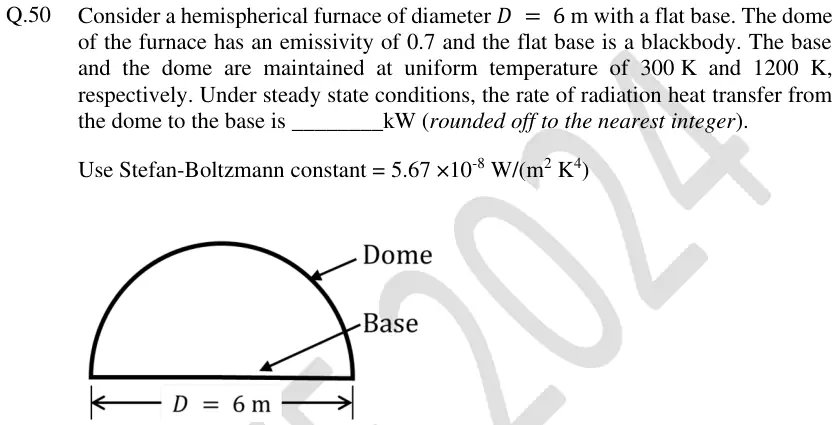 Q.50 Consider a hemispherical furnace of diameter D = 6 m with a flat base. The dome
of the furnace has an emissivity of 0.7 and the flat base is a blackbody. The base
and the dome are maintained at uniform temperature of 300 K and 1200 K,
respectively. Under steady state conditions, the rate of radiation heat transfer from
the dome to the base is ________kW (rounded off to the nearest integer).
Use Stefan-Boltzmann constant = 5.67 ×10⁻⁸ W/(m² K⁴)
Dome
Base
D = 6 m
2024